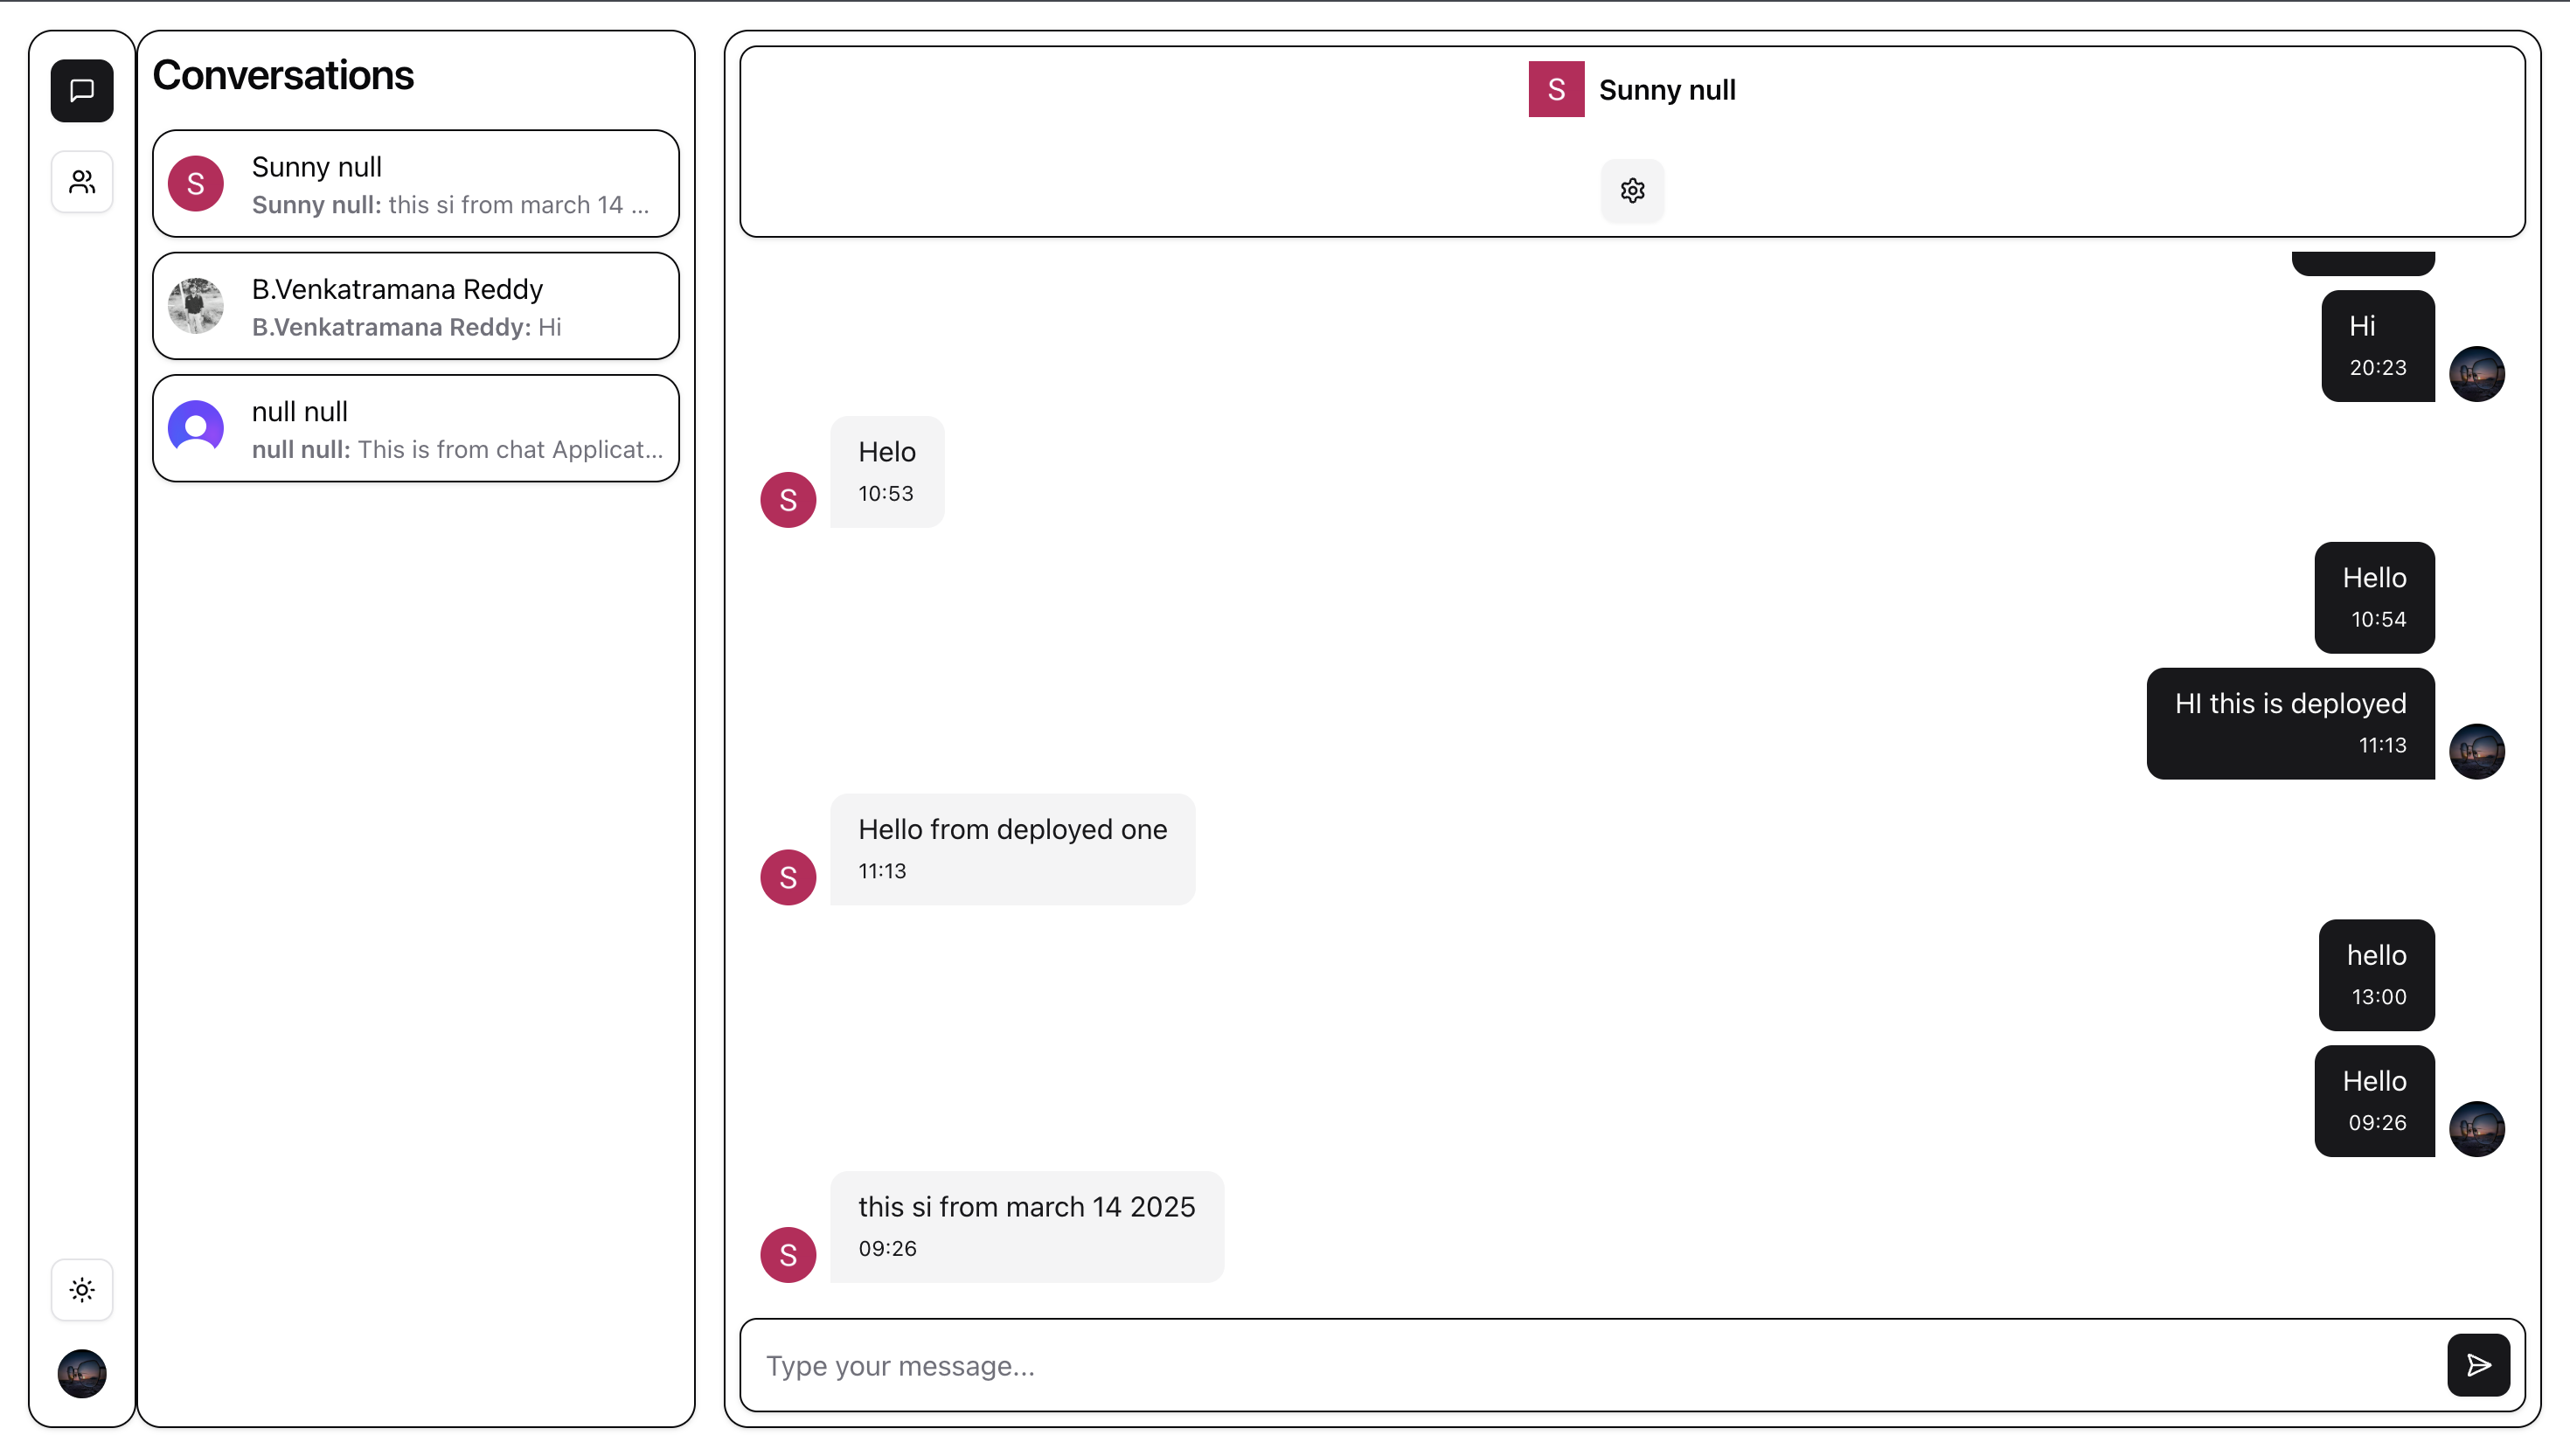 Conversations
S
Sunny null
Sunny null: this si from march 14 ...
B.Venkatramana Reddy
B.Venkatramana Reddy: Hi
null null
null null: This is from chat Applicat...
S
Sunny null
Hi
20:23
Helo
10:53
S
Hello
10:54
HI this is deployed
11:13
Hello from deployed one
11:13
S
hello
13:00
Hello
09:26
this si from march 14 2025
09:26
S
Type your message...